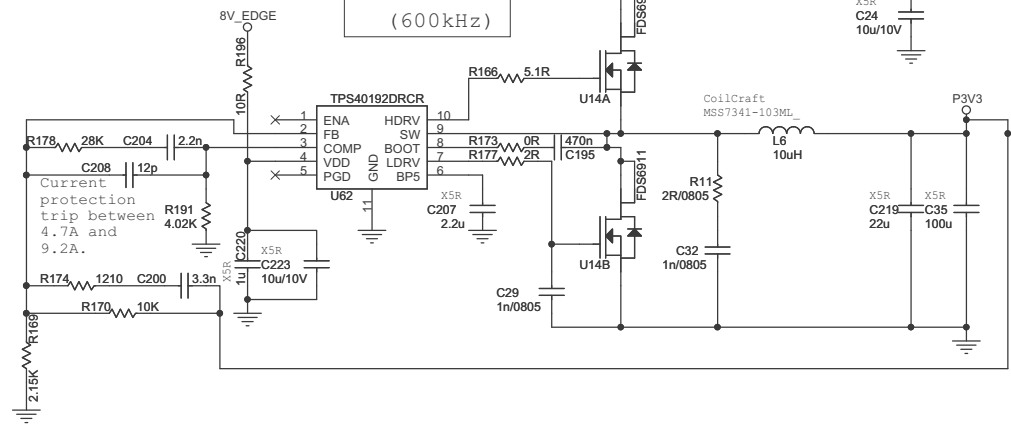 8V_EDGE
(600kHz)
X5R
C24
10u/10V
FDS69
R196
10R
R166 5.1R
U14A
TPS40192DRCR
1 ENA HDRV 10
2 FB SW 9
3 COMP BOOT 8
4 VDD LDRV 7
5 PGD BP5 6
GND
11
U62
CoilCraft
MSS7341-103ML_
P3V3
L6
10uH
R178 28K C204 2.2n
C208 12p
R173 0R 470n
R177 2R C195
FDS6911
Current
protection
trip between
4.7A and
9.2A.
R191
4.02K
X5R
C207
2.2u
R11
2R/0805
X5R
C219
22u
X5R
C35
100u
U14B
C32
1n/0805
X5R
1u C220
X5R
C223
10u/10V
R174 1210 C200 3.3n
C29
1n/0805
R170 10K
R169
2.15K